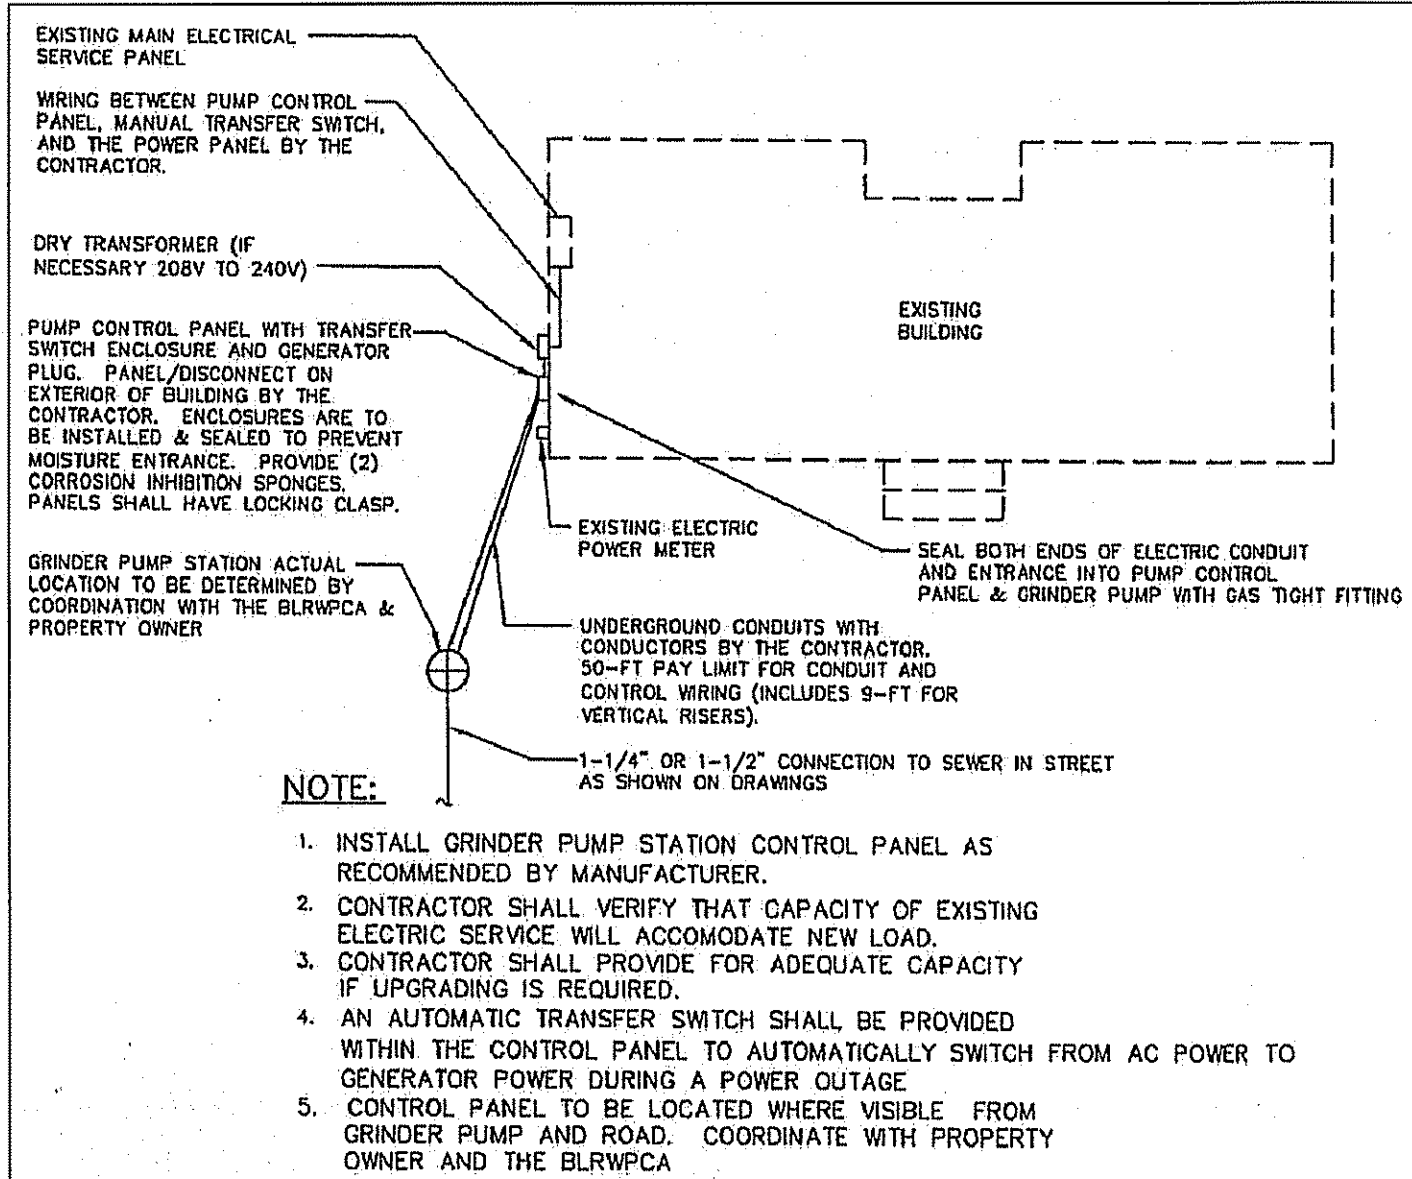 EXISTING MAIN ELECTRICAL
SERVICE PANEL
WIRING BETWEEN PUMP CONTROL
PANEL, MANUAL TRANSFER SWITCH,
AND THE POWER PANEL BY THE
CONTRACTOR.
DRY TRANSFORMER (IF
NECESSARY 208V TO 240V)
PUMP CONTROL PANEL WITH TRANSFER
SWITCH ENCLOSURE AND GENERATOR
PLUG. PANEL/DISCONNECT ON
EXTERIOR OF BUILDING BY THE
CONTRACTOR. ENCLOSURES ARE TO
BE INSTALLED & SEALED TO PREVENT
MOISTURE ENTRANCE. PROVIDE (2)
CORROSION INHIBITION SPONGES.
PANELS SHALL HAVE LOCKING CLASP.
GRINDER PUMP STATION ACTUAL
LOCATION TO BE DETERMINED BY
COORDINATION WITH THE BLRWPCA &
PROPERTY OWNER
EXISTING
BUILDING
EXISTING ELECTRIC
POWER METER
SEAL BOTH ENDS OF ELECTRIC CONDUIT
AND ENTRANCE INTO PUMP CONTROL
PANEL & GRINDER PUMP WITH GAS TIGHT FITTING
UNDERGROUND CONDUITS WITH
CONDUCTORS BY THE CONTRACTOR.
50-FT PAY LIMIT FOR CONDUIT AND
CONTROL WIRING (INCLUDES 9-FT FOR
VERTICAL RISERS).
1-1/4" OR 1-1/2" CONNECTION TO SEWER IN STREET
AS SHOWN ON DRAWINGS
NOTE:
1. INSTALL GRINDER PUMP STATION CONTROL PANEL AS
RECOMMENDED BY MANUFACTURER.
2. CONTRACTOR SHALL VERIFY THAT CAPACITY OF EXISTING
ELECTRIC SERVICE WILL ACCOMODATE NEW LOAD.
3. CONTRACTOR SHALL PROVIDE FOR ADEQUATE CAPACITY
IF UPGRADING IS REQUIRED.
4. AN AUTOMATIC TRANSFER SWITCH SHALL BE PROVIDED
WITHIN THE CONTROL PANEL TO AUTOMATICALLY SWITCH FROM AC POWER TO
GENERATOR POWER DURING A POWER OUTAGE
5. CONTROL PANEL TO BE LOCATED WHERE VISIBLE FROM
GRINDER PUMP AND ROAD. COORDINATE WITH PROPERTY
OWNER AND THE BLRWPCA